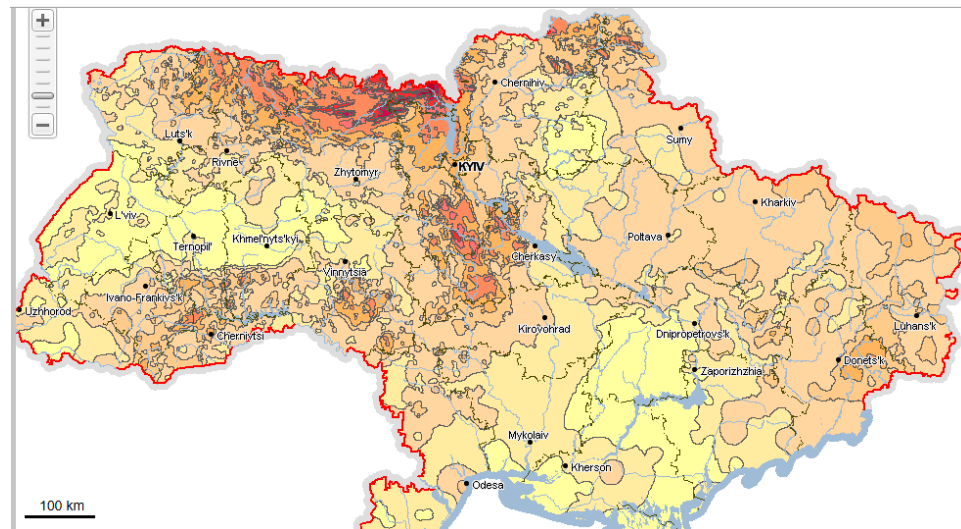 +
−
Chernihiv
Sumy
Luts'k
Rivne
KYIV
Zhytomyr
Kharkiv
L'viv
Ternopil'
Khmel'nyts'kyi
Poltava
Cherkasy
Vinnytsia
Ivano-Frankivs'k
Uzhhorod
Chernivtsi
Kirovohrad
Luhans'k
Dnipropetrovs'k
Donets'k
Zaporizhzhia
Mykolaiv
Kherson
Odesa
100 km